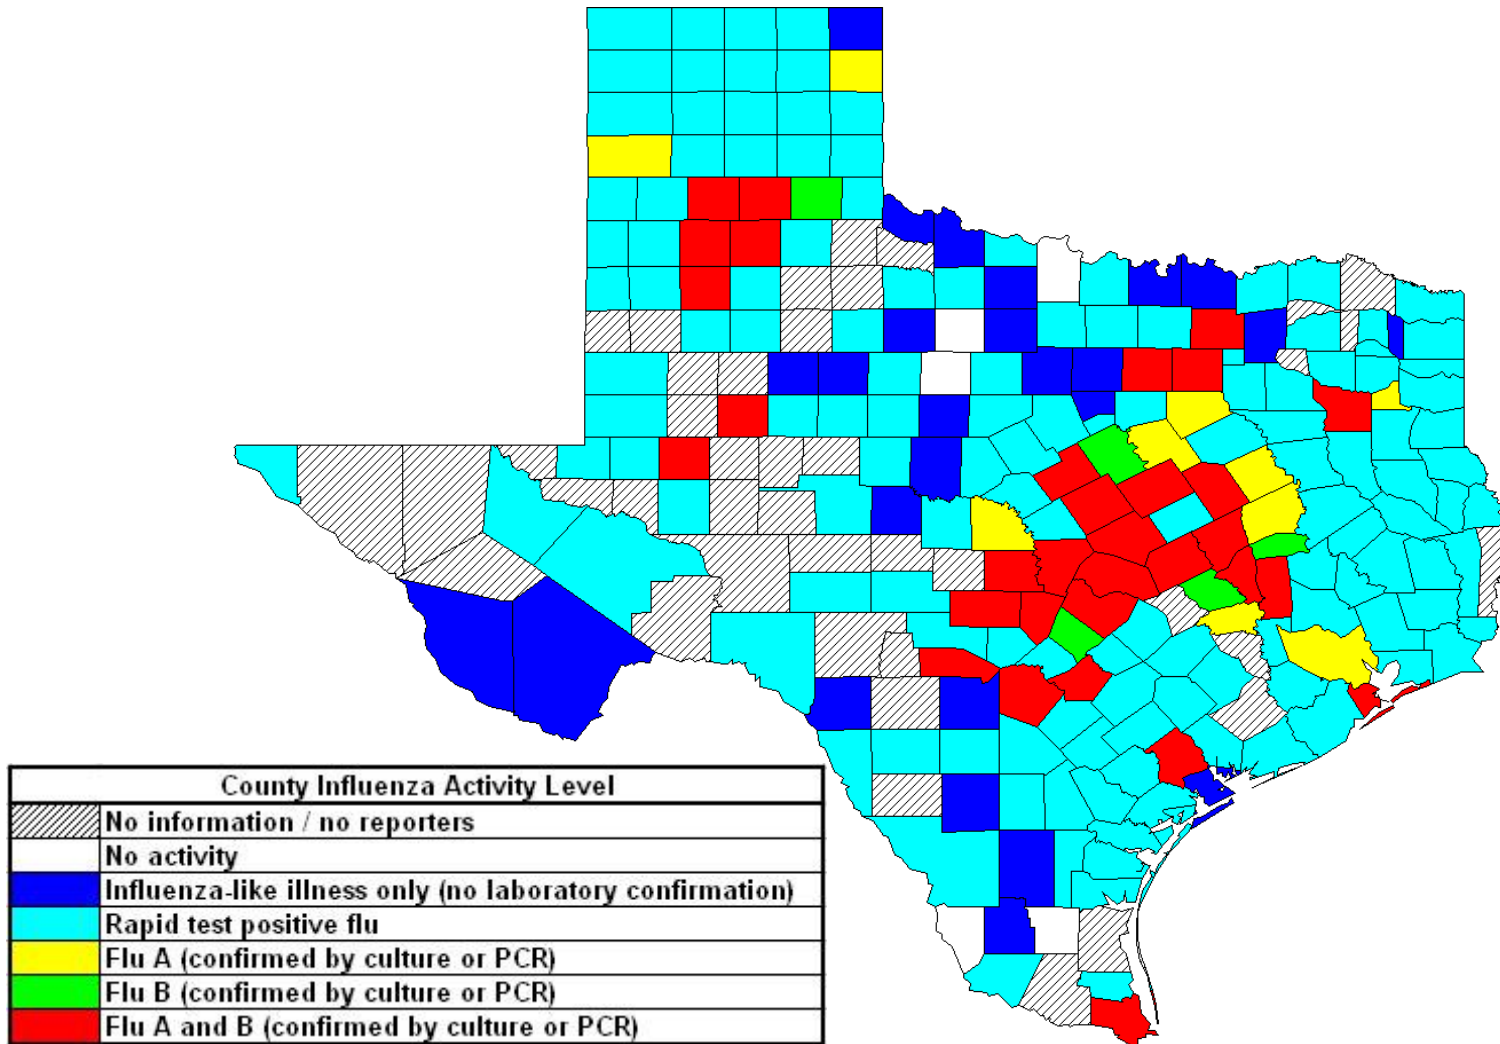 County Influenza Activity Level
No information / no reporters
No activity
Influenza-like illness only (no laboratory confirmation)
Rapid test positive flu
Flu A (confirmed by culture or PCR)
Flu B (confirmed by culture or PCR)
Flu A and B (confirmed by culture or PCR)